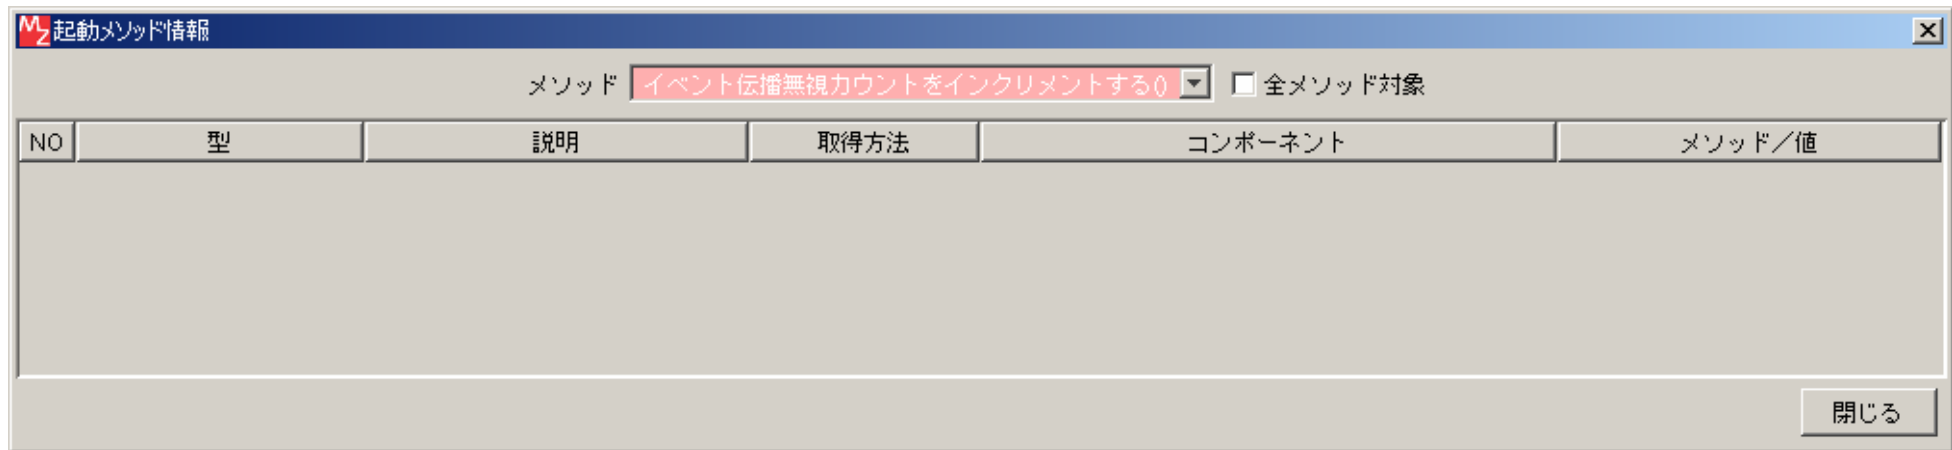 MZ 起動メソッド情報
メソッド イベント伝播無視カウントをインクリメントする() 全メソッド対象
NO 型 説明 取得方法 コンポーネント メソッド／値
閉じる